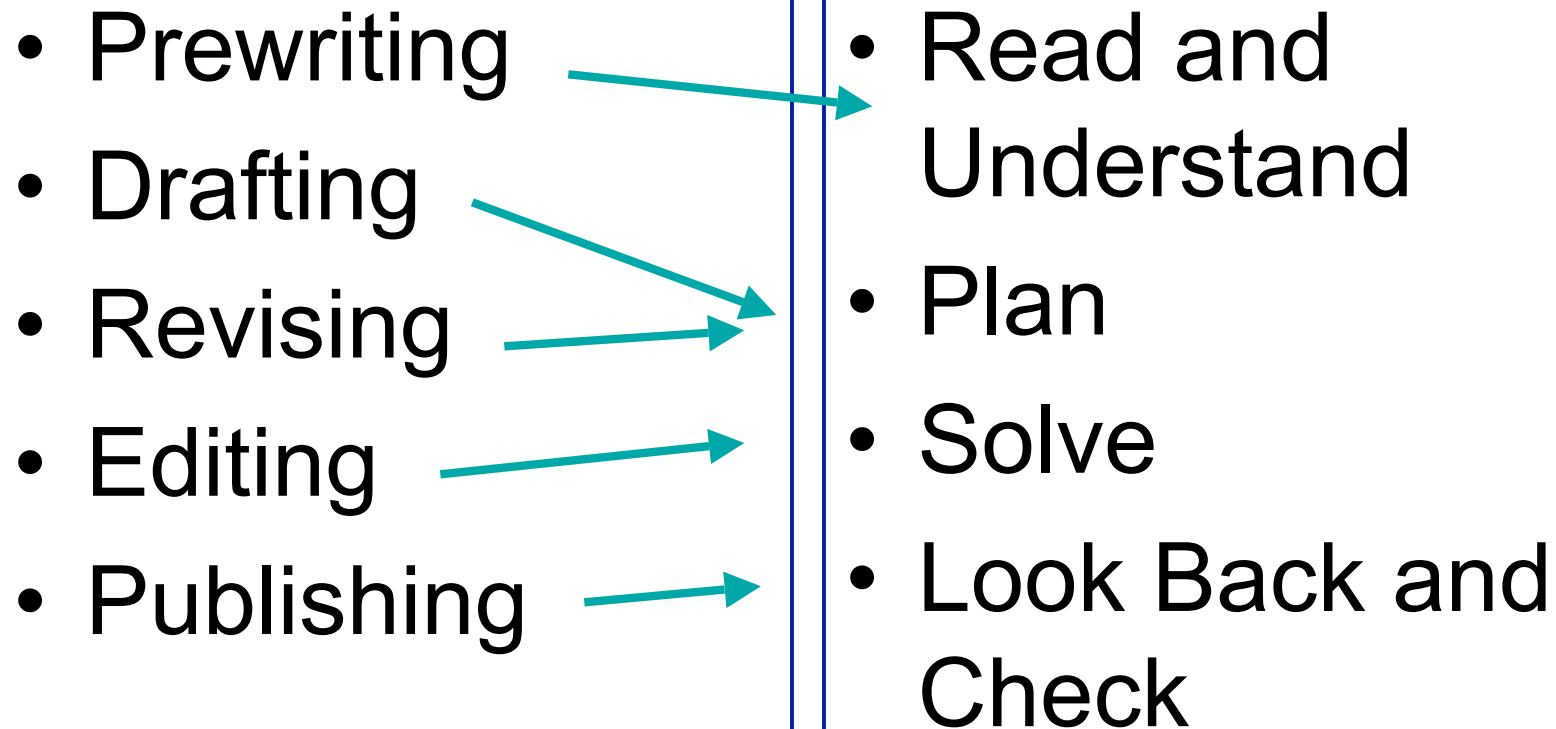 • Prewriting
• Drafting
• Revising
• Editing
• Publishing
• Read and
Understand
• Plan
• Solve
• Look Back and
Check